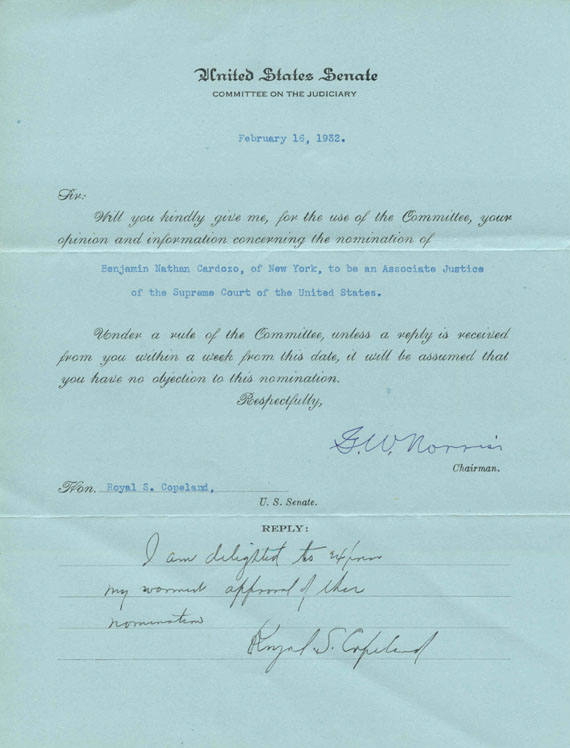 United States Senate
COMMITTEE ON THE JUDICIARY
February 16, 1932.
Sir:
Will you kindly give me, for the use of the Committee, your
opinion and information concerning the nomination of
Benjamin Nathan Cardozo, of New York, to be an Associate Justice
of the Supreme Court of the United States.
Under a rule of the Committee, unless a reply is received
from you within a week from this date, it will be assumed that
you have no objection to this nomination.
Respectfully,
G. W. Norris
Chairman.
Hon. Royal S. Copeland,
U. S. Senate.
REPLY:
I am delighted to express
my warmest approval of this
nomination
Royal S. Copeland